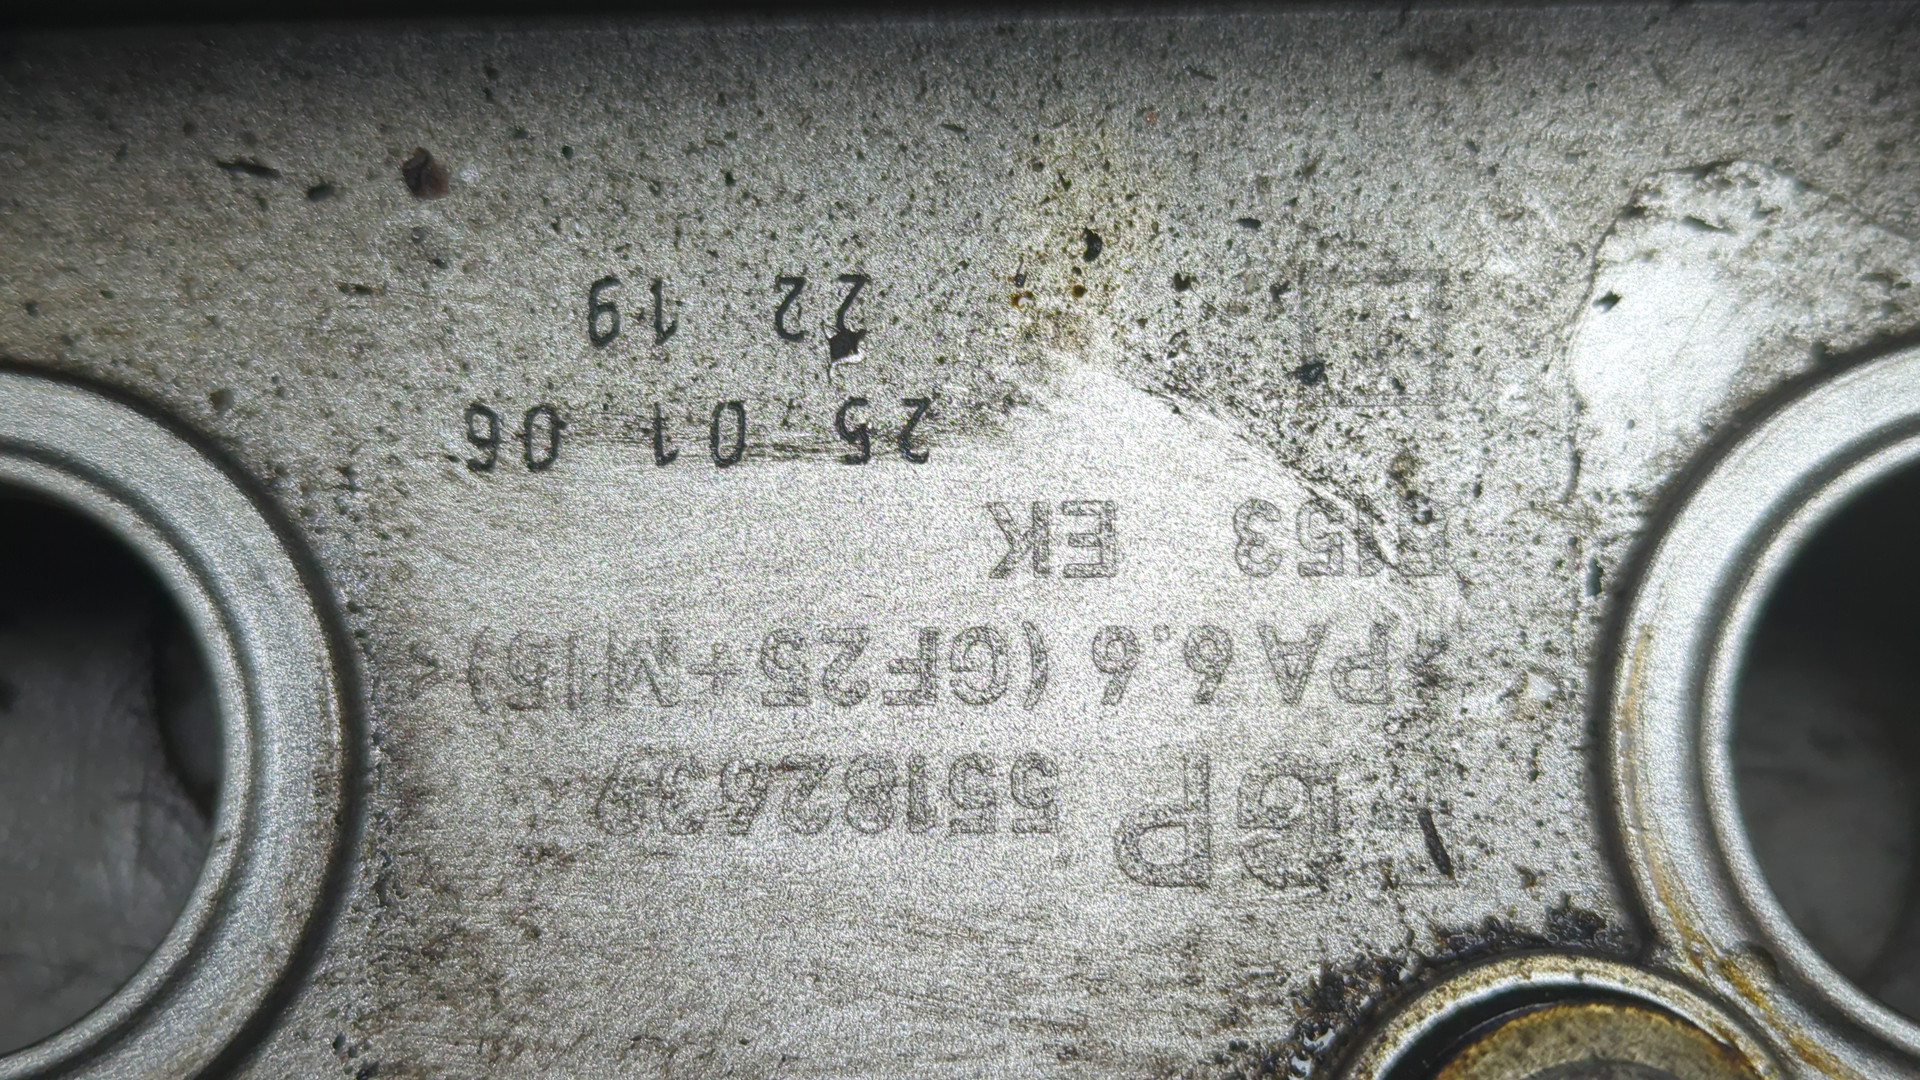 FGP 55182639
>PA6.6 (GF25+M15)<
EK
25 01 06
22 19